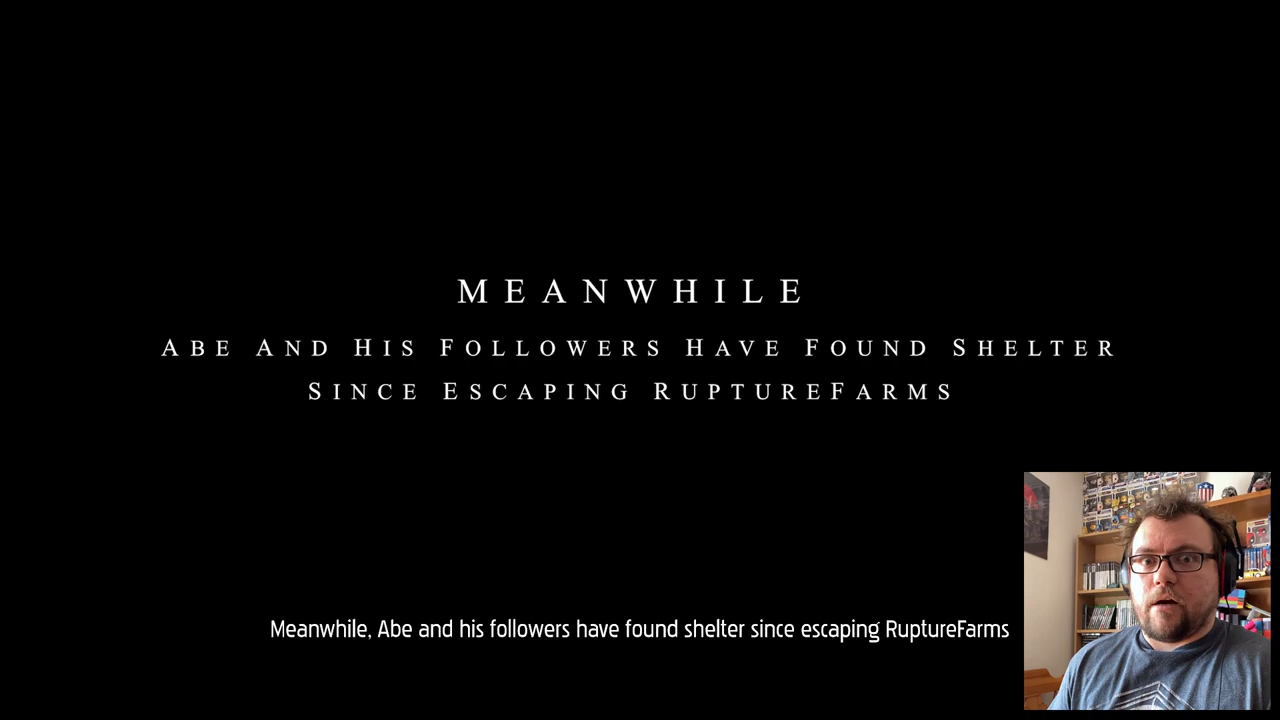 MEANWHILE
ABE AND HIS FOLLOWERS HAVE FOUND SHELTER
SINCE ESCAPING RUPTUREFARMS
Meanwhile, Abe and his followers have found shelter since escaping RuptureFarms